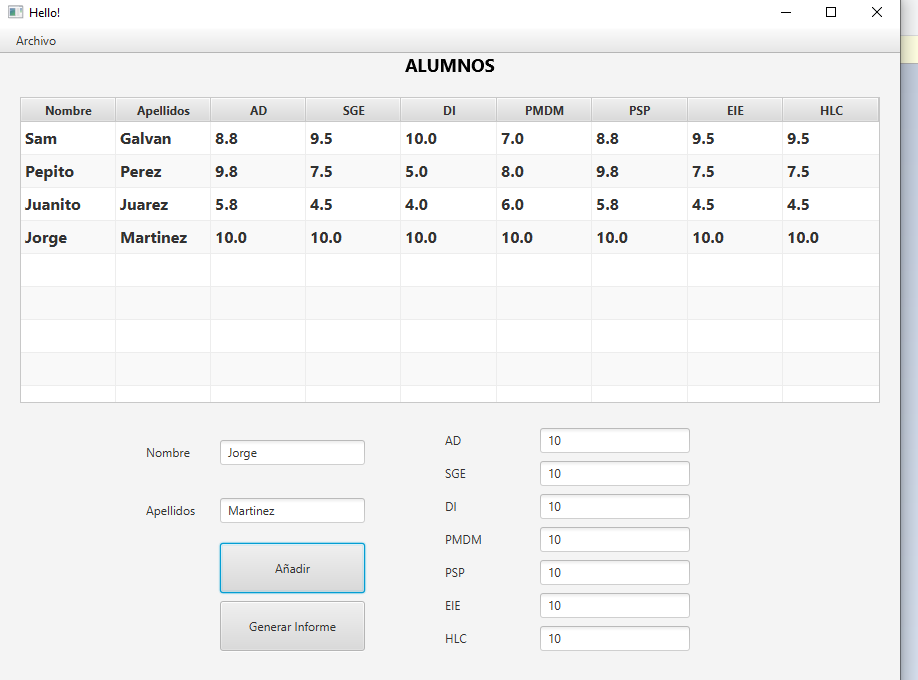 Hello!
Archivo
ALUMNOS
Nombre Apellidos AD SGE DI PMDM PSP EIE HLC
Sam Galvan 8.8 9.5 10.0 7.0 8.8 9.5 9.5
Pepito Perez 9.8 7.5 5.0 8.0 9.8 7.5 7.5
Juanito Juarez 5.8 4.5 4.0 6.0 5.8 4.5 4.5
Jorge Martinez 10.0 10.0 10.0 10.0 10.0 10.0 10.0
Nombre Jorge
Apellidos Martinez
Añadir
Generar Informe
AD 10
SGE 10
DI 10
PMDM 10
PSP 10
EIE 10
HLC 10